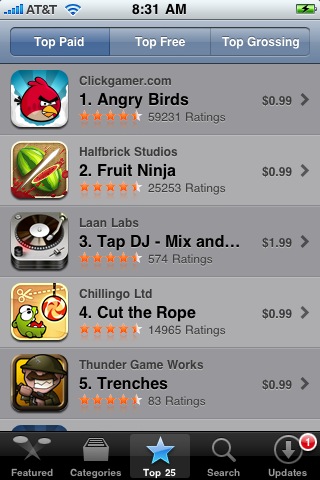 AT&T 8:31 AM
Top Paid Top Free Top Grossing
Clickgamer.com
1. Angry Birds $0.99
59231 Ratings
Halfbrick Studios
2. Fruit Ninja $0.99
25253 Ratings
Laan Labs
3. Tap DJ - Mix and... $1.99
574 Ratings
Chillingo Ltd
4. Cut the Rope $0.99
14965 Ratings
Thunder Game Works
5. Trenches $0.99
83 Ratings
1
Featured Categories Top 25 Search Updates